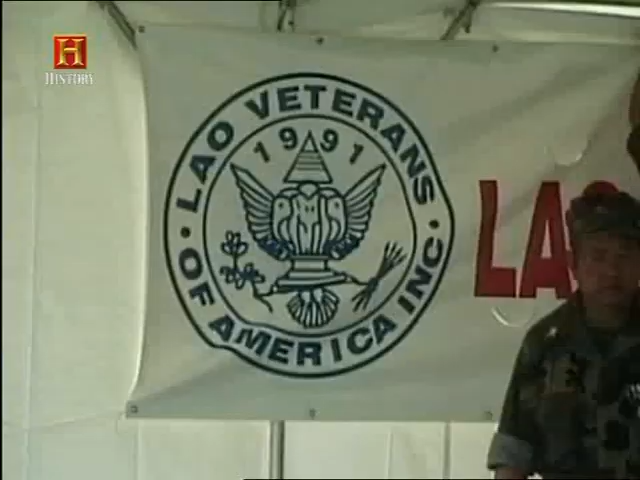 H
HISTORY
LAO VETERANS
1991
OF AMERICA INC.
LA